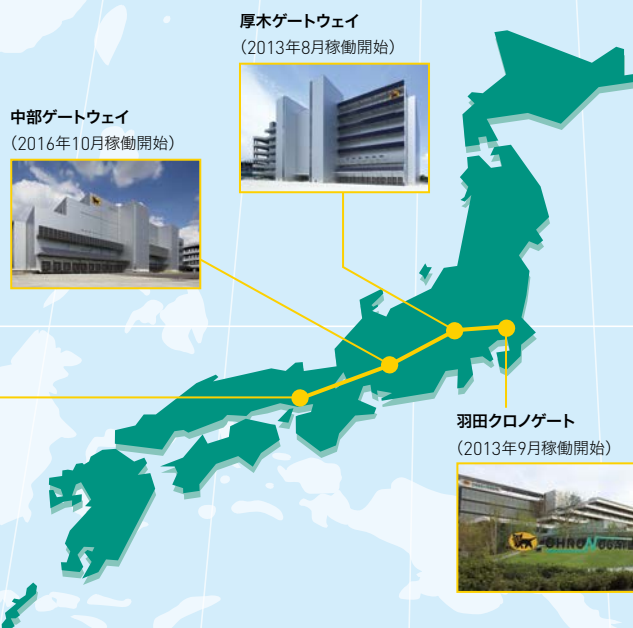 厚木ゲートウェイ
（2013年8月稼働開始）
中部ゲートウェイ
（2016年10月稼働開始）
羽田クロノゲート
（2013年9月稼働開始）